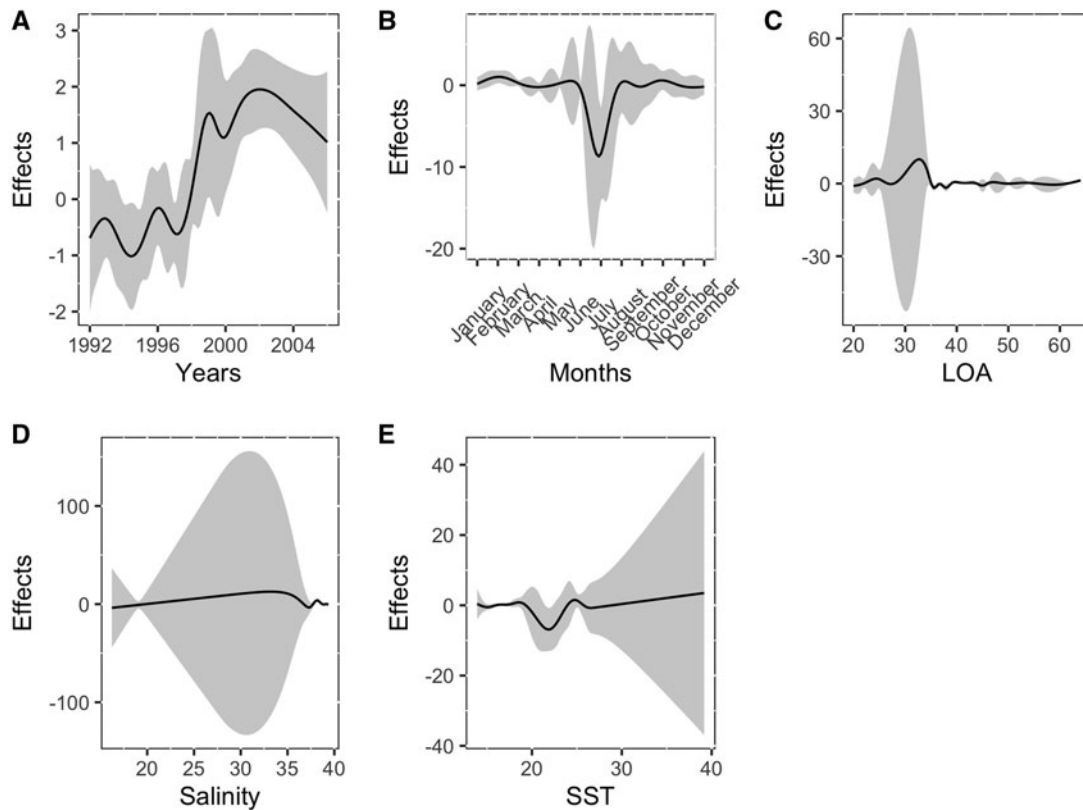 A
Effects
3
2
1
0
-1
-2
1992 1996 2000 2004
Years
B
Effects
0
-10
-20
January
February
March
April
May
June
July
August
September
October
November
December
Months
C
Effects
60
30
0
-30
20 30 40 50 60
LOA
D
Effects
100
0
-100
20 25 30 35 40
Salinity
E
Effects
40
20
0
-20
-40
20 30 40
SST